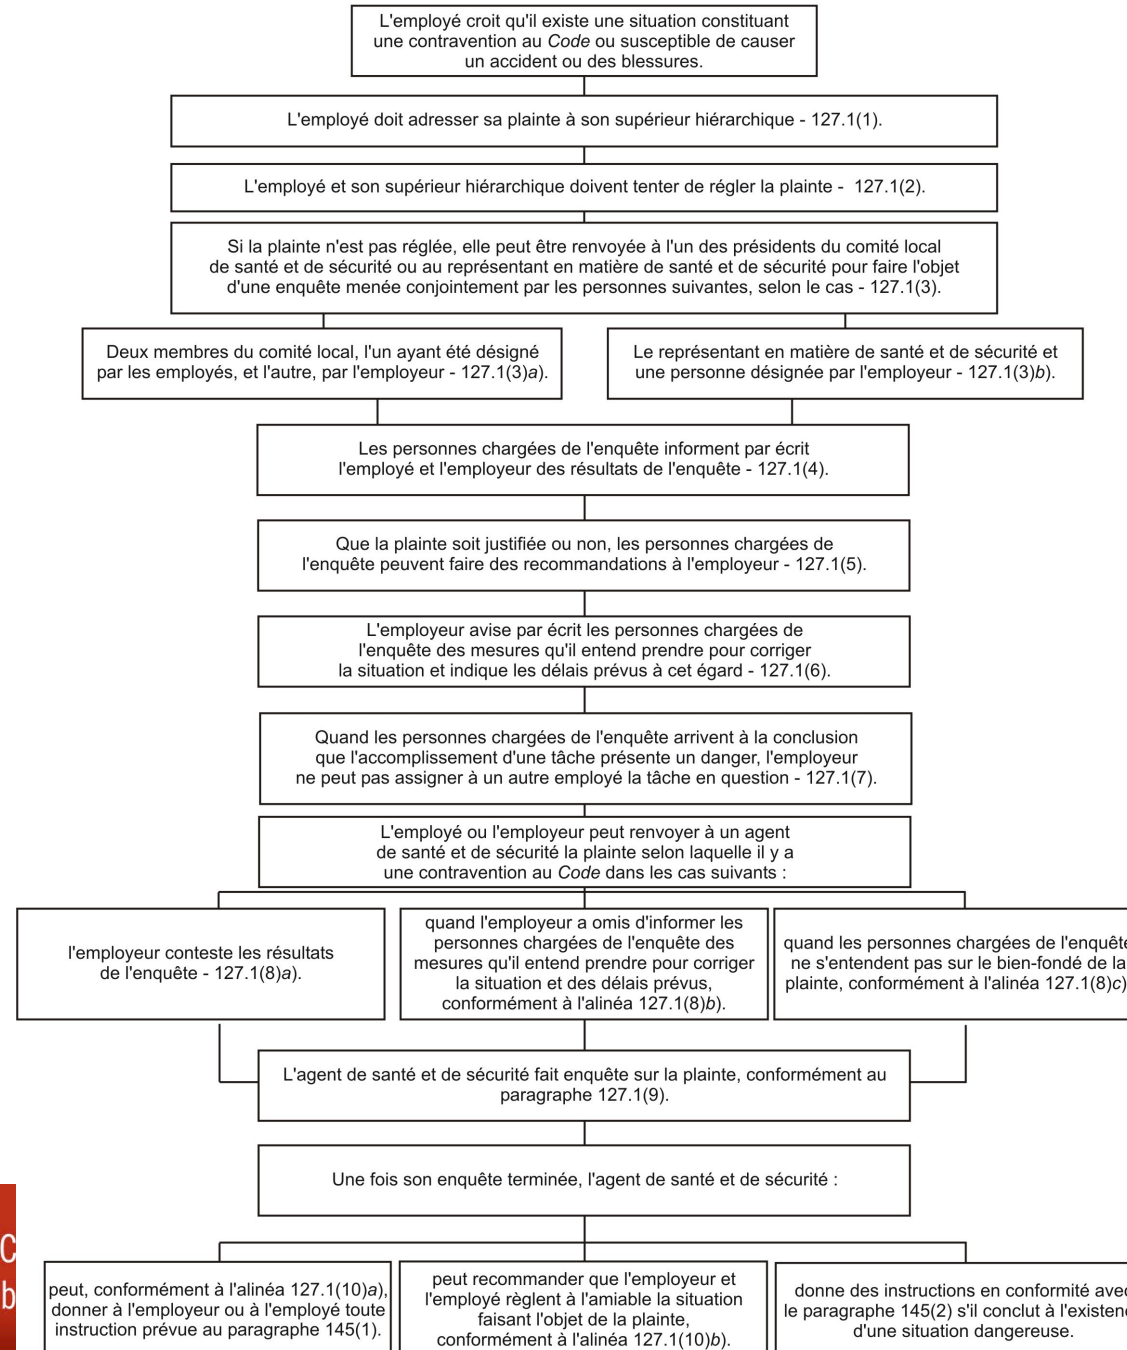 L'employé croit qu'il existe une situation constituant
une contravention au Code ou susceptible de causer
un accident ou des blessures.
L'employé doit adresser sa plainte à son supérieur hiérarchique - 127.1(1).
L'employé et son supérieur hiérarchique doivent tenter de régler la plainte - 127.1(2).
Si la plainte n'est pas réglée, elle peut être renvoyée à l'un des présidents du comité local
de santé et de sécurité ou au représentant en matière de santé et de sécurité pour faire l'objet
d'une enquête menée conjointement par les personnes suivantes, selon le cas - 127.1(3).
Deux membres du comité local, l'un ayant été désigné
par les employés, et l'autre, par l'employeur - 127.1(3)a).
Le représentant en matière de santé et de sécurité et
une personne désignée par l'employeur - 127.1(3)b).
Les personnes chargées de l'enquête informent par écrit
l'employé et l'employeur des résultats de l'enquête - 127.1(4).
Que la plainte soit justifiée ou non, les personnes chargées de
l'enquête peuvent faire des recommandations à l'employeur - 127.1(5).
L'employeur avise par écrit les personnes chargées de
l'enquête des mesures qu'il entend prendre pour corriger
la situation et indique les délais prévus à cet égard - 127.1(6).
Quand les personnes chargées de l'enquête arrivent à la conclusion
que l'accomplissement d'une tâche présente un danger, l'employeur
ne peut pas assigner à un autre employé la tâche en question - 127.1(7).
L'employé ou l'employeur peut renvoyer à un agent
de santé et de sécurité la plainte selon laquelle il y a
une contravention au Code dans les cas suivants :
l'employeur conteste les résultats
de l'enquête - 127.1(8)a).
quand l'employeur a omis d'informer les
personnes chargées de l'enquête des
mesures qu'il entend prendre pour corriger
la situation et des délais prévus,
conformément à l'alinéa 127.1(8)b).
quand les personnes chargées de l'enquête
ne s'entendent pas sur le bien-fondé de la
plainte, conformément à l'alinéa 127.1(8)c)
L'agent de santé et de sécurité fait enquête sur la plainte, conformément au
paragraphe 127.1(9).
Une fois son enquête terminée, l'agent de santé et de sécurité :
peut, conformément à l'alinéa 127.1(10)a),
donner à l'employeur ou à l'employé toute
instruction prévue au paragraphe 145(1).
peut recommander que l'employeur et
l'employé règlent à l'amiable la situation
faisant l'objet de la plainte,
conformément à l'alinéa 127.1(10)b).
donne des instructions en conformité avec
le paragraphe 145(2) s'il conclut à l'existen
d'une situation dangereuse.